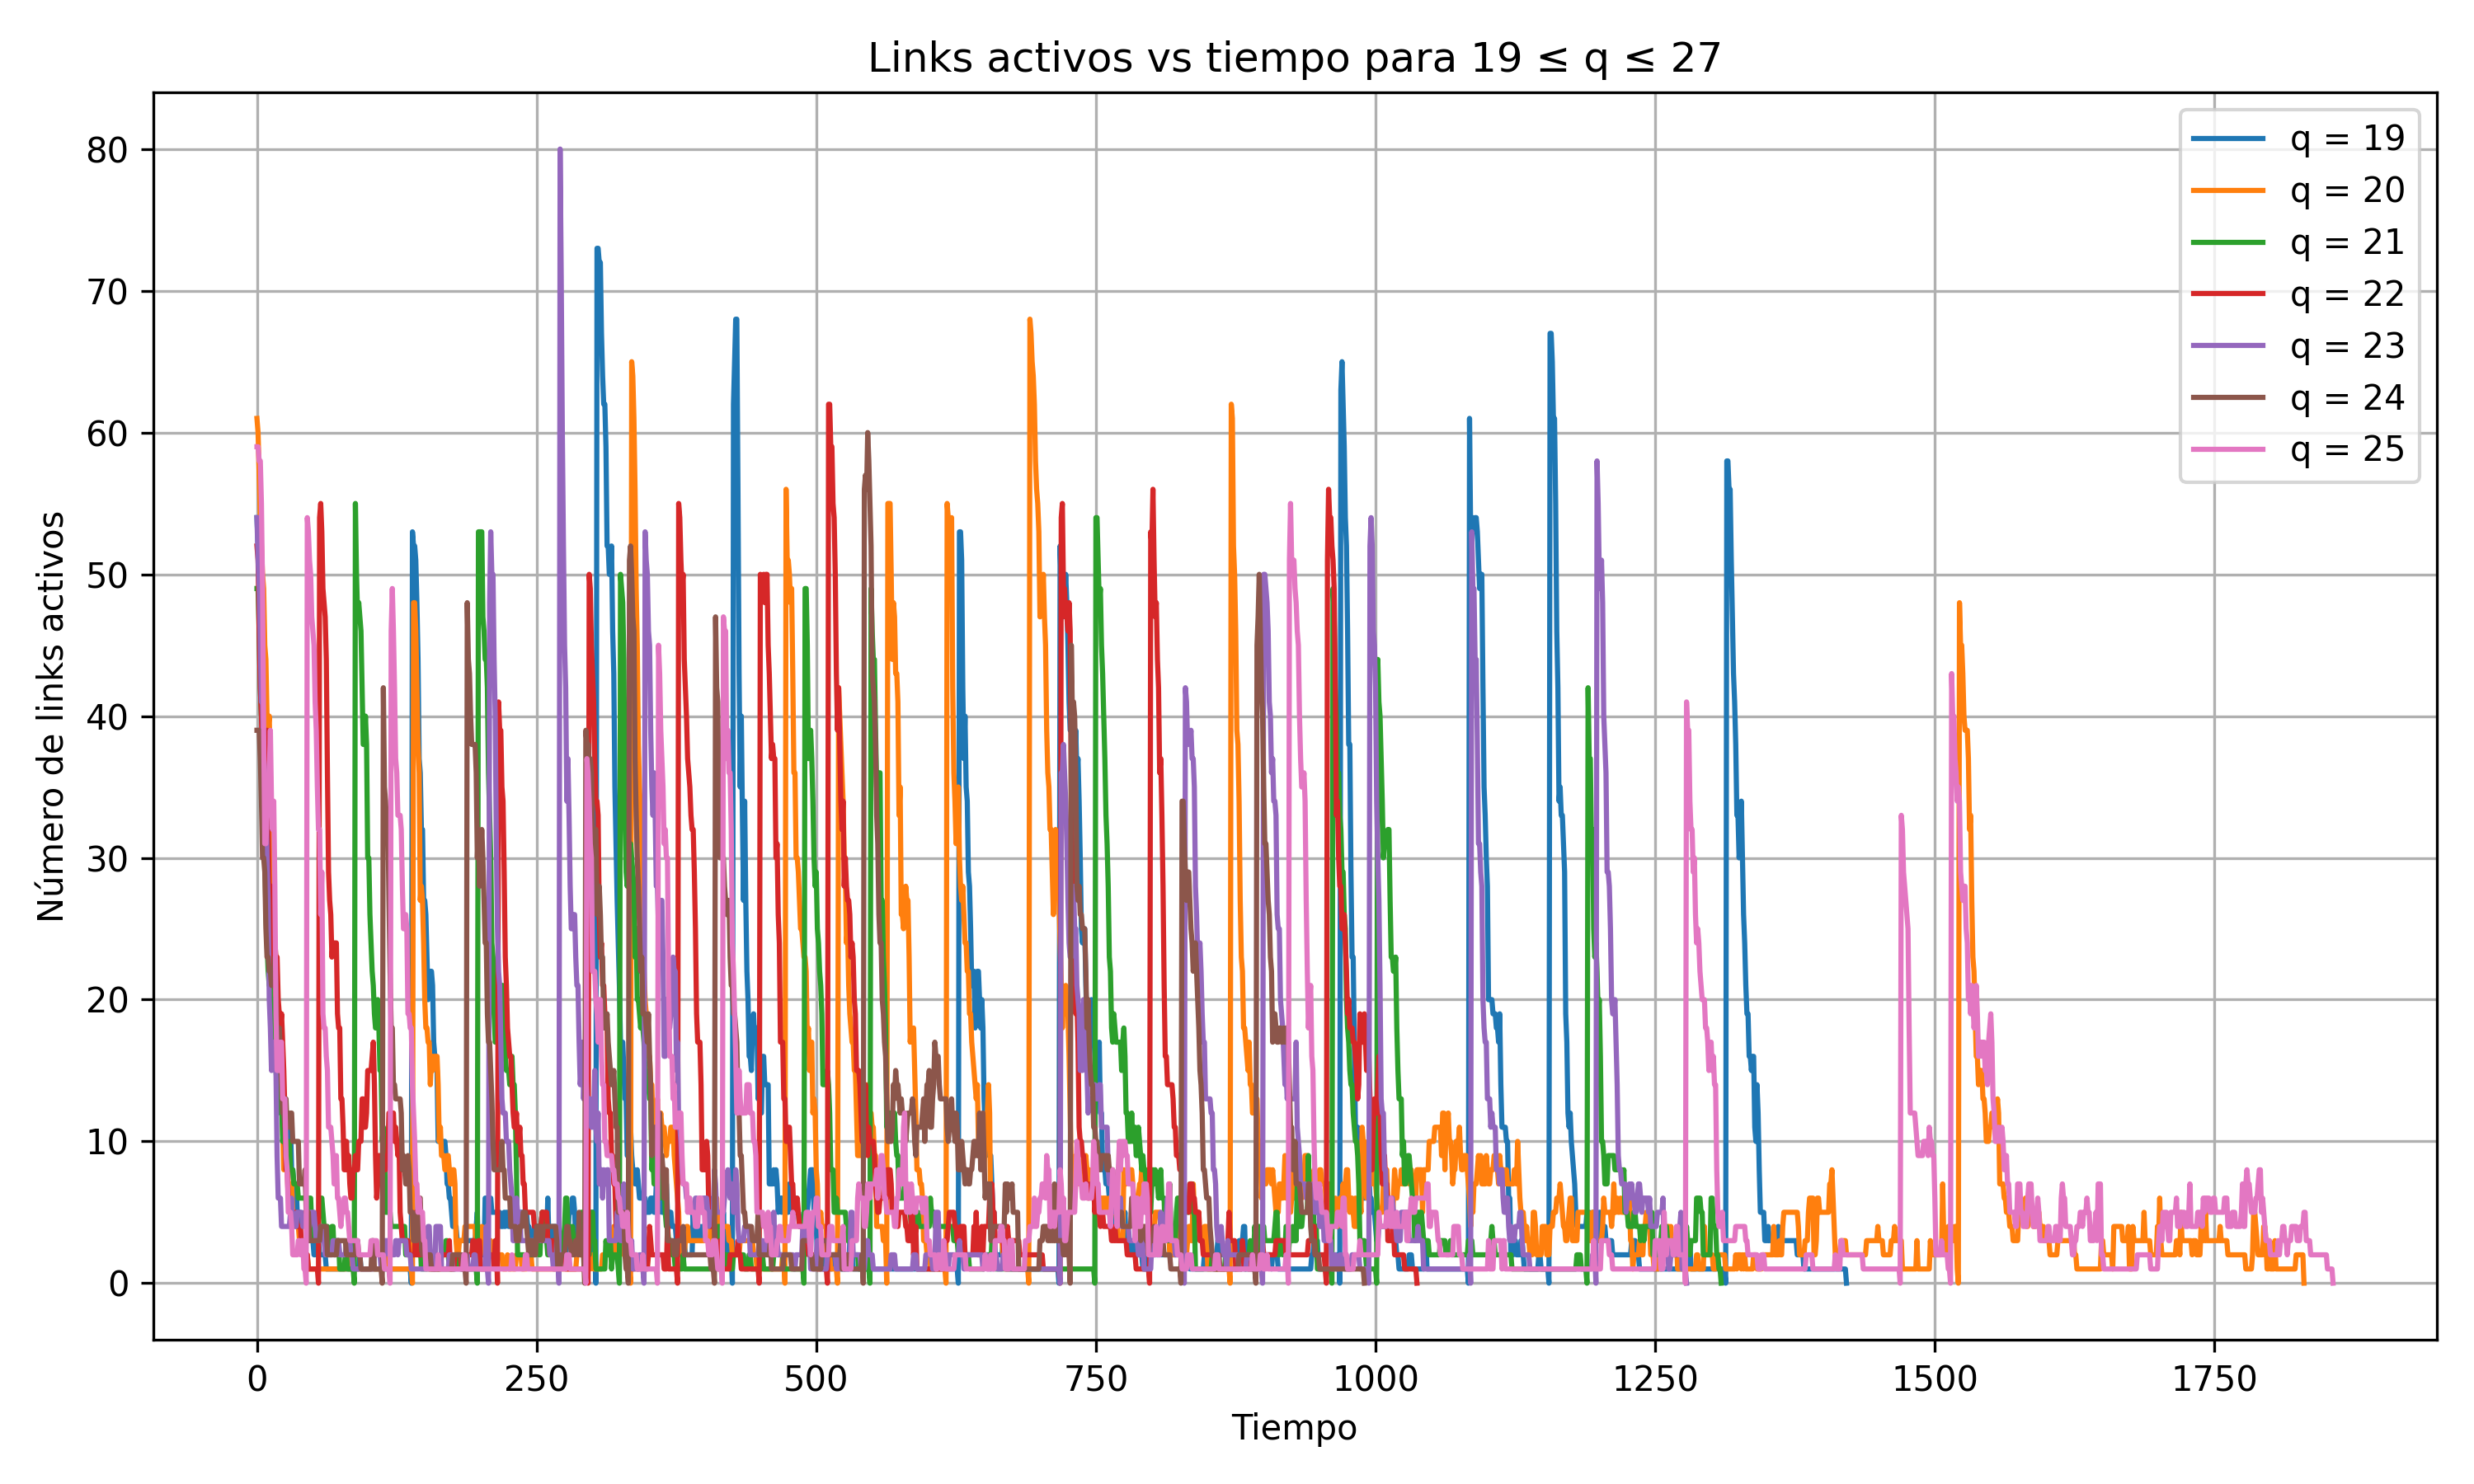 Links activos vs tiempo para 19 ≤ q ≤ 27
Número de links activos
80
70
60
50
40
30
20
10
0
q = 19
q = 20
q = 21
q = 22
q = 23
q = 24
q = 25
0 250 500 750 1000 1250 1500 1750
Tiempo